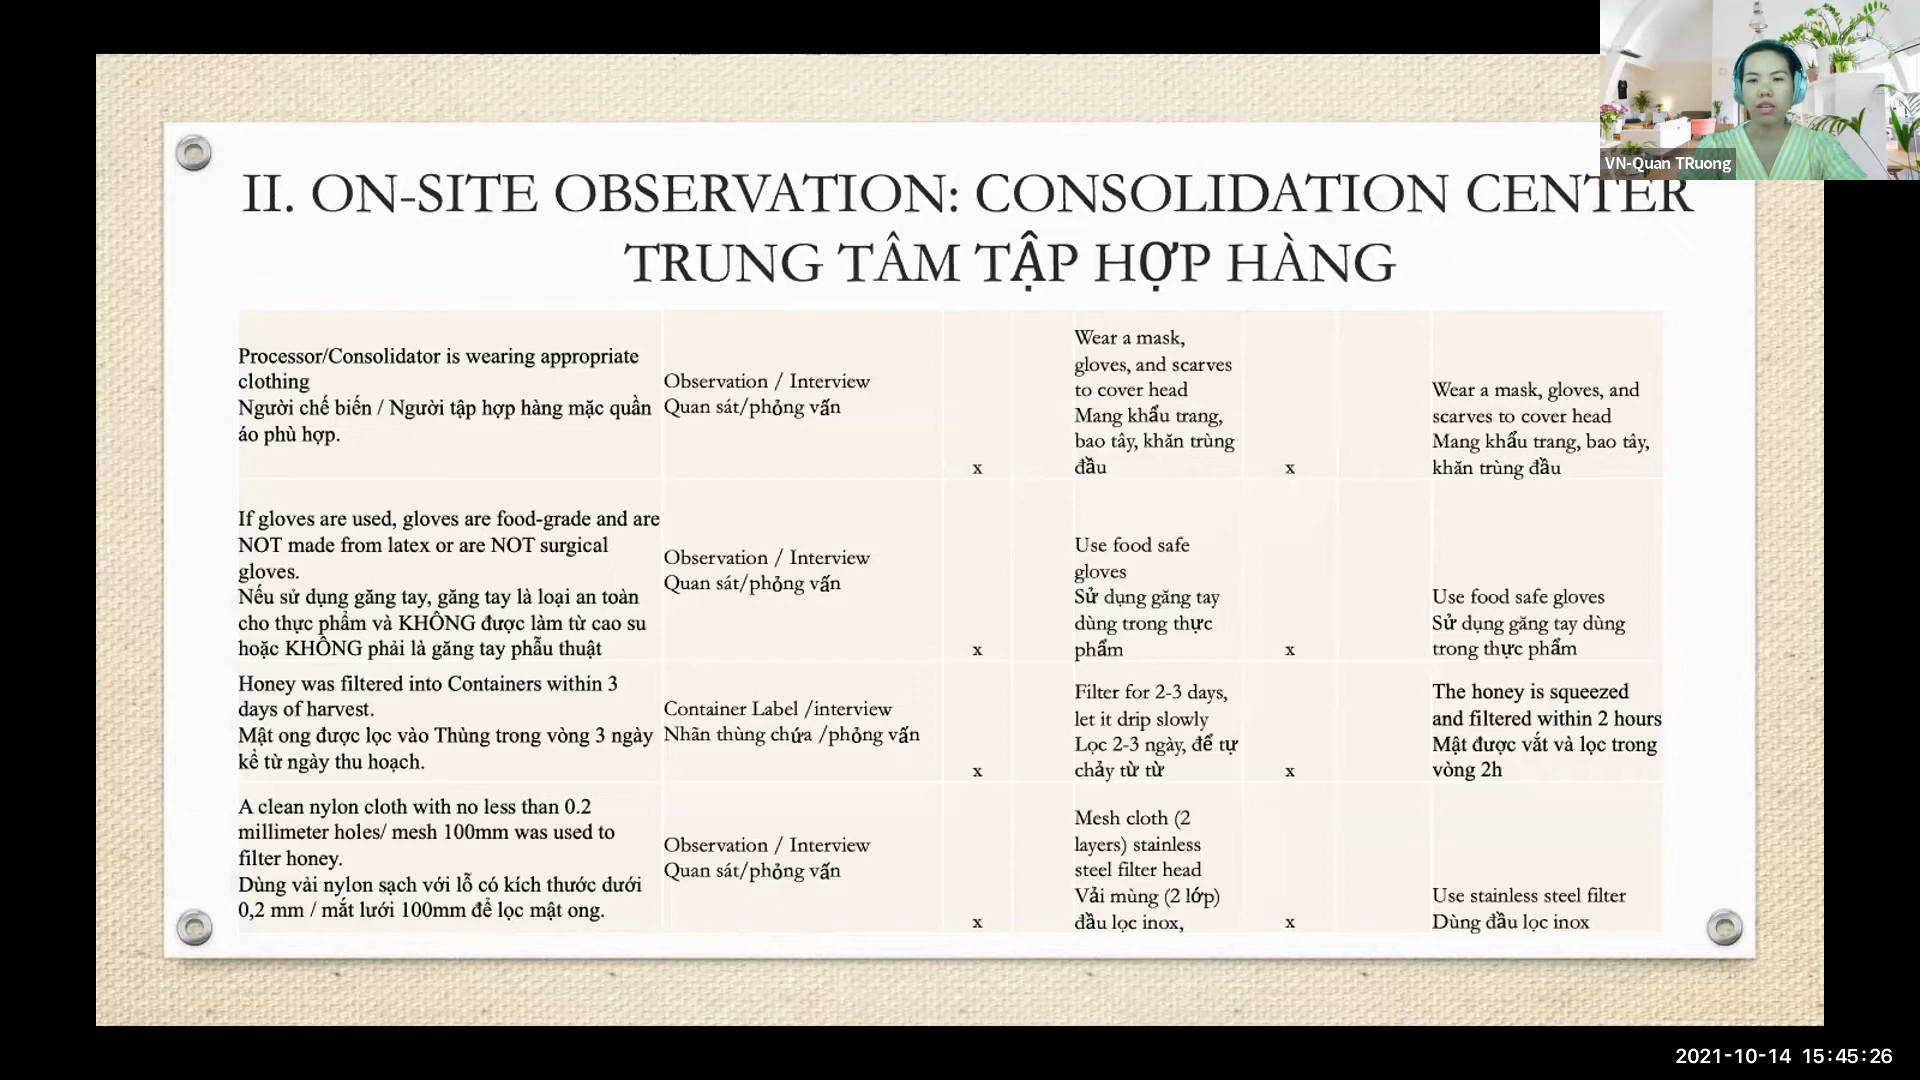 VN-Quan TRuong
II. ON-SITE OBSERVATION: CONSOLIDATION CENTER
TRUNG TÂM TẬP HỢP HÀNG
Processor/Consolidator is wearing appropriate
clothing
Người chế biến / Người tập hợp hàng mặc quần
áo phù hợp.
Observation / Interview
Quan sát/phỏng vấn
x
Wear a mask,
gloves, and scarves
to cover head
Mang khẩu trang,
bao tây, khăn trùng
đầu
x
Wear a mask, gloves, and
scarves to cover head
Mang khẩu trang, bao tây,
khăn trùng đầu
If gloves are used, gloves are food-grade and are
NOT made from latex or are NOT surgical
gloves.
Nếu sử dụng găng tay, găng tay là loại an toàn
cho thực phẩm và KHÔNG được làm từ cao su
hoặc KHÔNG phải là găng tay phẫu thuật
Observation / Interview
Quan sát/phỏng vấn
x
Use food safe
gloves
Sử dụng găng tay
dùng trong thực
phẩm
x
Use food safe gloves
Sử dụng găng tay dùng
trong thực phẩm
Honey was filtered into Containers within 3
days of harvest.
Mật ong được lọc vào Thùng trong vòng 3 ngày
kể từ ngày thu hoạch.
Container Label /interview
Nhãn thùng chứa /phỏng vấn
x
Filter for 2-3 days,
let it drip slowly
Lọc 2-3 ngày, để tự
chảy từ từ
x
The honey is squeezed
and filtered within 2 hours
Mật được vắt và lọc trong
vòng 2h
A clean nylon cloth with no less than 0.2
millimeter holes/ mesh 100mm was used to
filter honey.
Dùng vải nylon sạch với lỗ có kích thước dưới
0,2 mm / mắt lưới 100mm để lọc mật ong.
Observation / Interview
Quan sát/phỏng vấn
x
Mesh cloth (2
layers) stainless
steel filter head
Vải mùng (2 lớp)
đầu lọc inox,
x
Use stainless steel filter
Dùng đầu lọc inox
2021-10-14 15:45:26